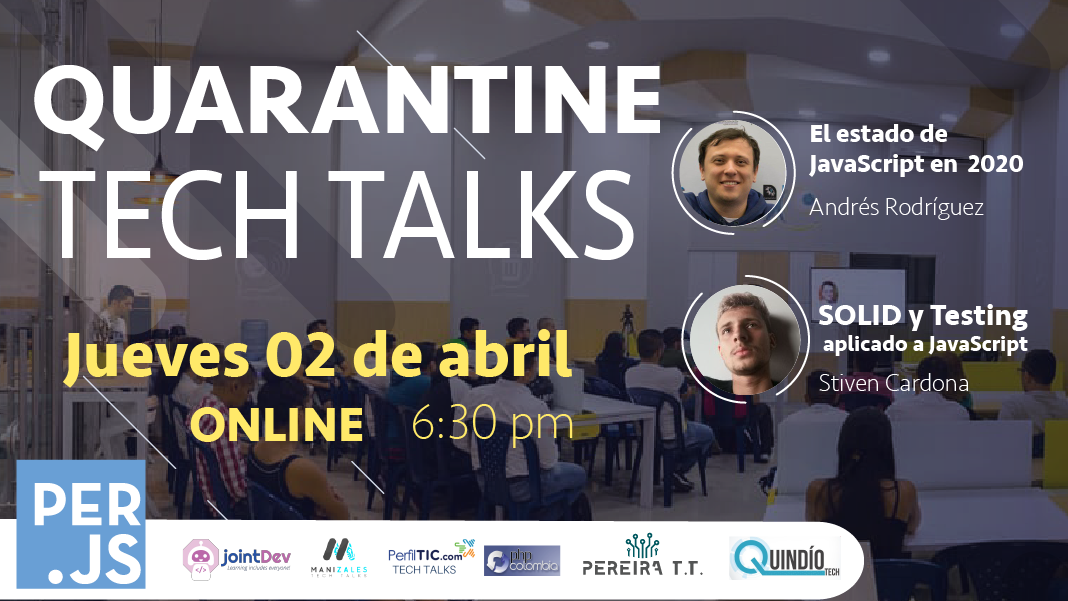 QUARANTINE
TECH TALKS
Jueves 02 de abril
ONLINE 6:30 pm
El estado de
JavaScript en 2020
Andrés Rodríguez
SOLID y Testing
aplicado a JavaScript
Stiven Cardona
PER
.JS
jointDev
Learning includes everyone!
MANIZALES
TECH TALKS
PerfilTIC.com
TECH TALKS
php
colombia
PEREIRA T.T.
QUINDÍO
TECH